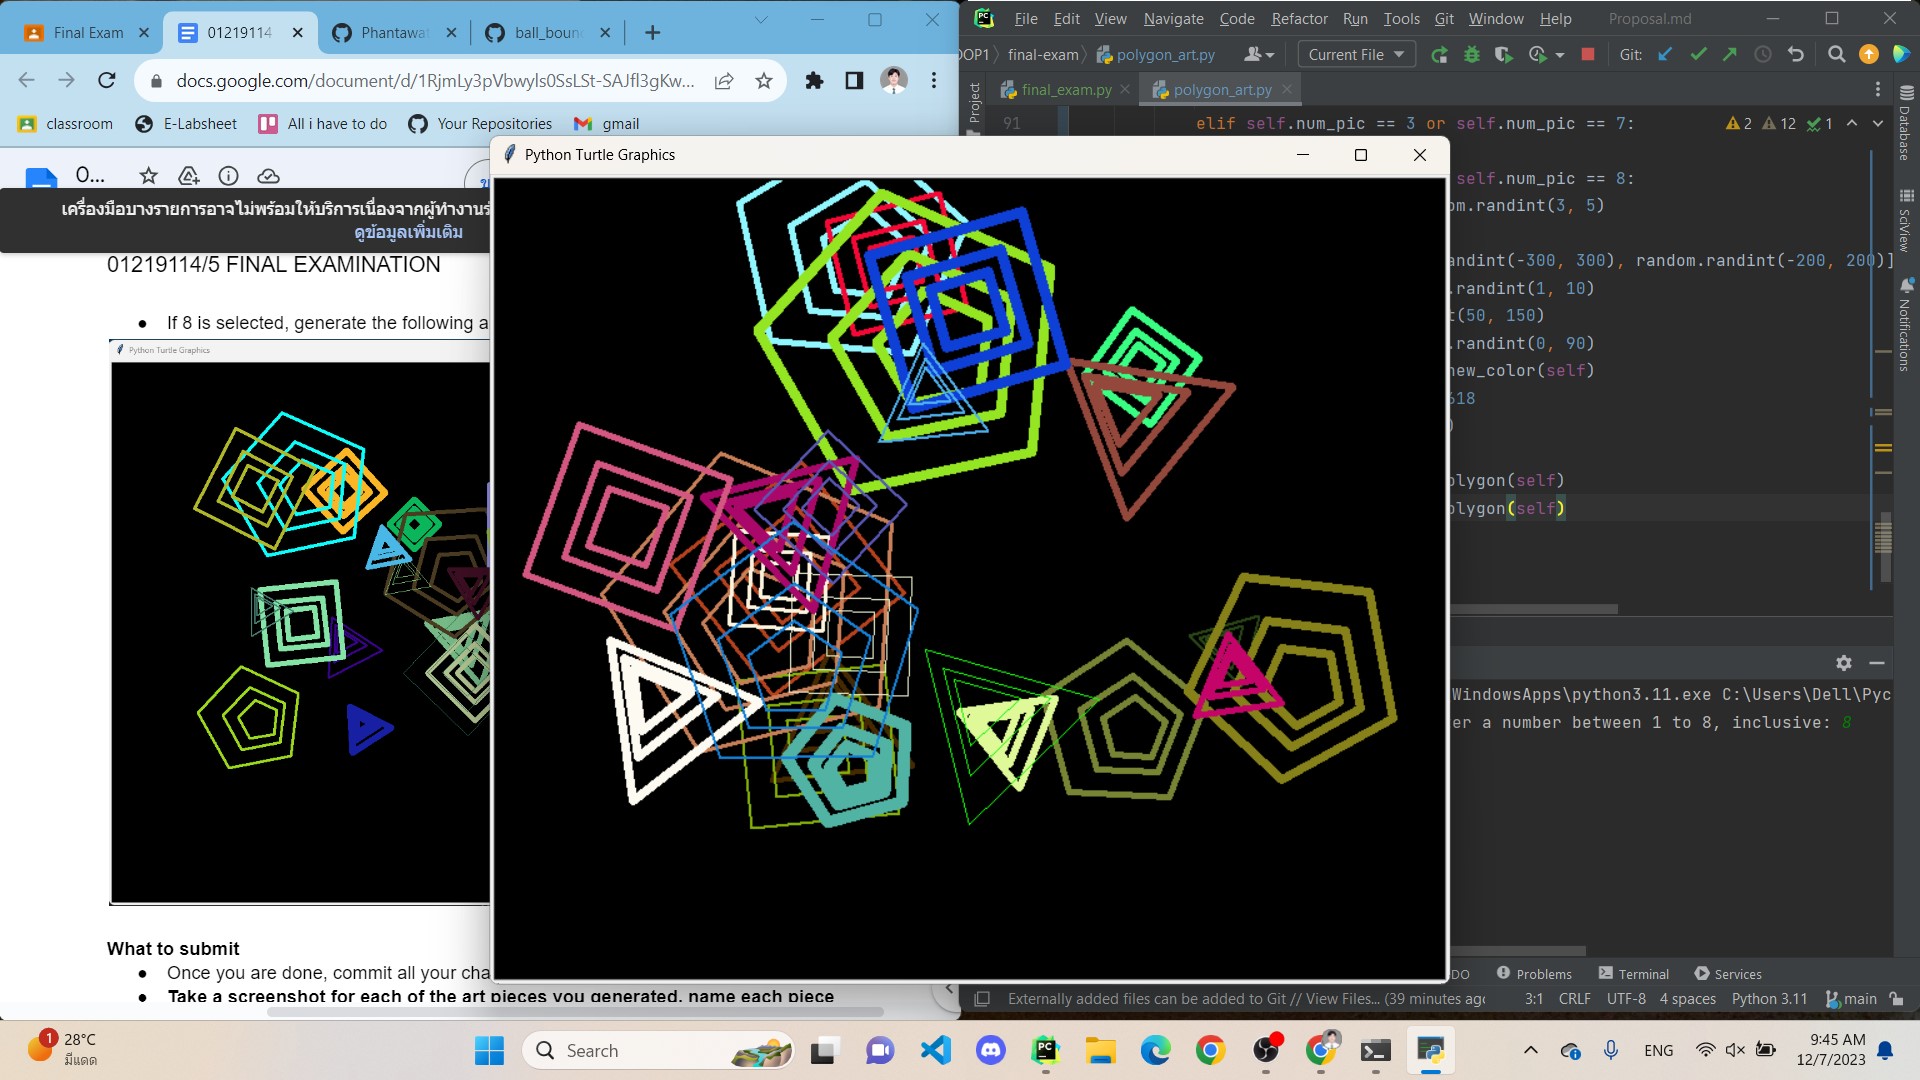 Final Exam
01219114
Phantawat
ball_boun
docs.google.com/document/d/1RjmLy3pVbwyls0SsLSt-SAJfl3gKw...
classroom
E-Labsheet
All i have to do
Your Repositories
gmail
O...
เครื่องมือบางรายการอาจไม่พร้อมให้บริการเนื่องจากผู้ทำงาน
ดูข้อมูลเพิ่มเติม
01219114/5 FINAL EXAMINATION
If 8 is selected, generate the following a
Python Turtle Graphics
What to submit
Once you are done, commit all your cha
Take a screenshot for each of the art pieces you generated, name each piece
Python Turtle Graphics
PC
File Edit View Navigate Code Refactor Run Tools Git Window Help
Proposal.md
OOP1 final-exam polygon_art.py
Current File
Git:
final_exam.py
polygon_art.py
Project
91
elif self.num_pic == 3 or self.num_pic == 7:
2 12 1
self.num_pic == 8:
om.randint(3, 5)
andint(-300, 300), random.randint(-200, 200)]
.randint(1, 10)
t(50, 150)
.randint(0, 90)
new_color(self)
618
)
olygon(self)
olygon(self)
Database
SciView
Notifications
WindowsApps\python3.11.exe C:\Users\Dell\Pyc
er a number between 1 to 8, inclusive: 8
DO
Problems
Terminal
Services
Externally added files can be added to Git // View Files... (39 minutes ago
3:1 CRLF UTF-8 4 spaces Python 3.11 main
1
28°C
มีแดด
Search
PC
ENG
9:45 AM
12/7/2023